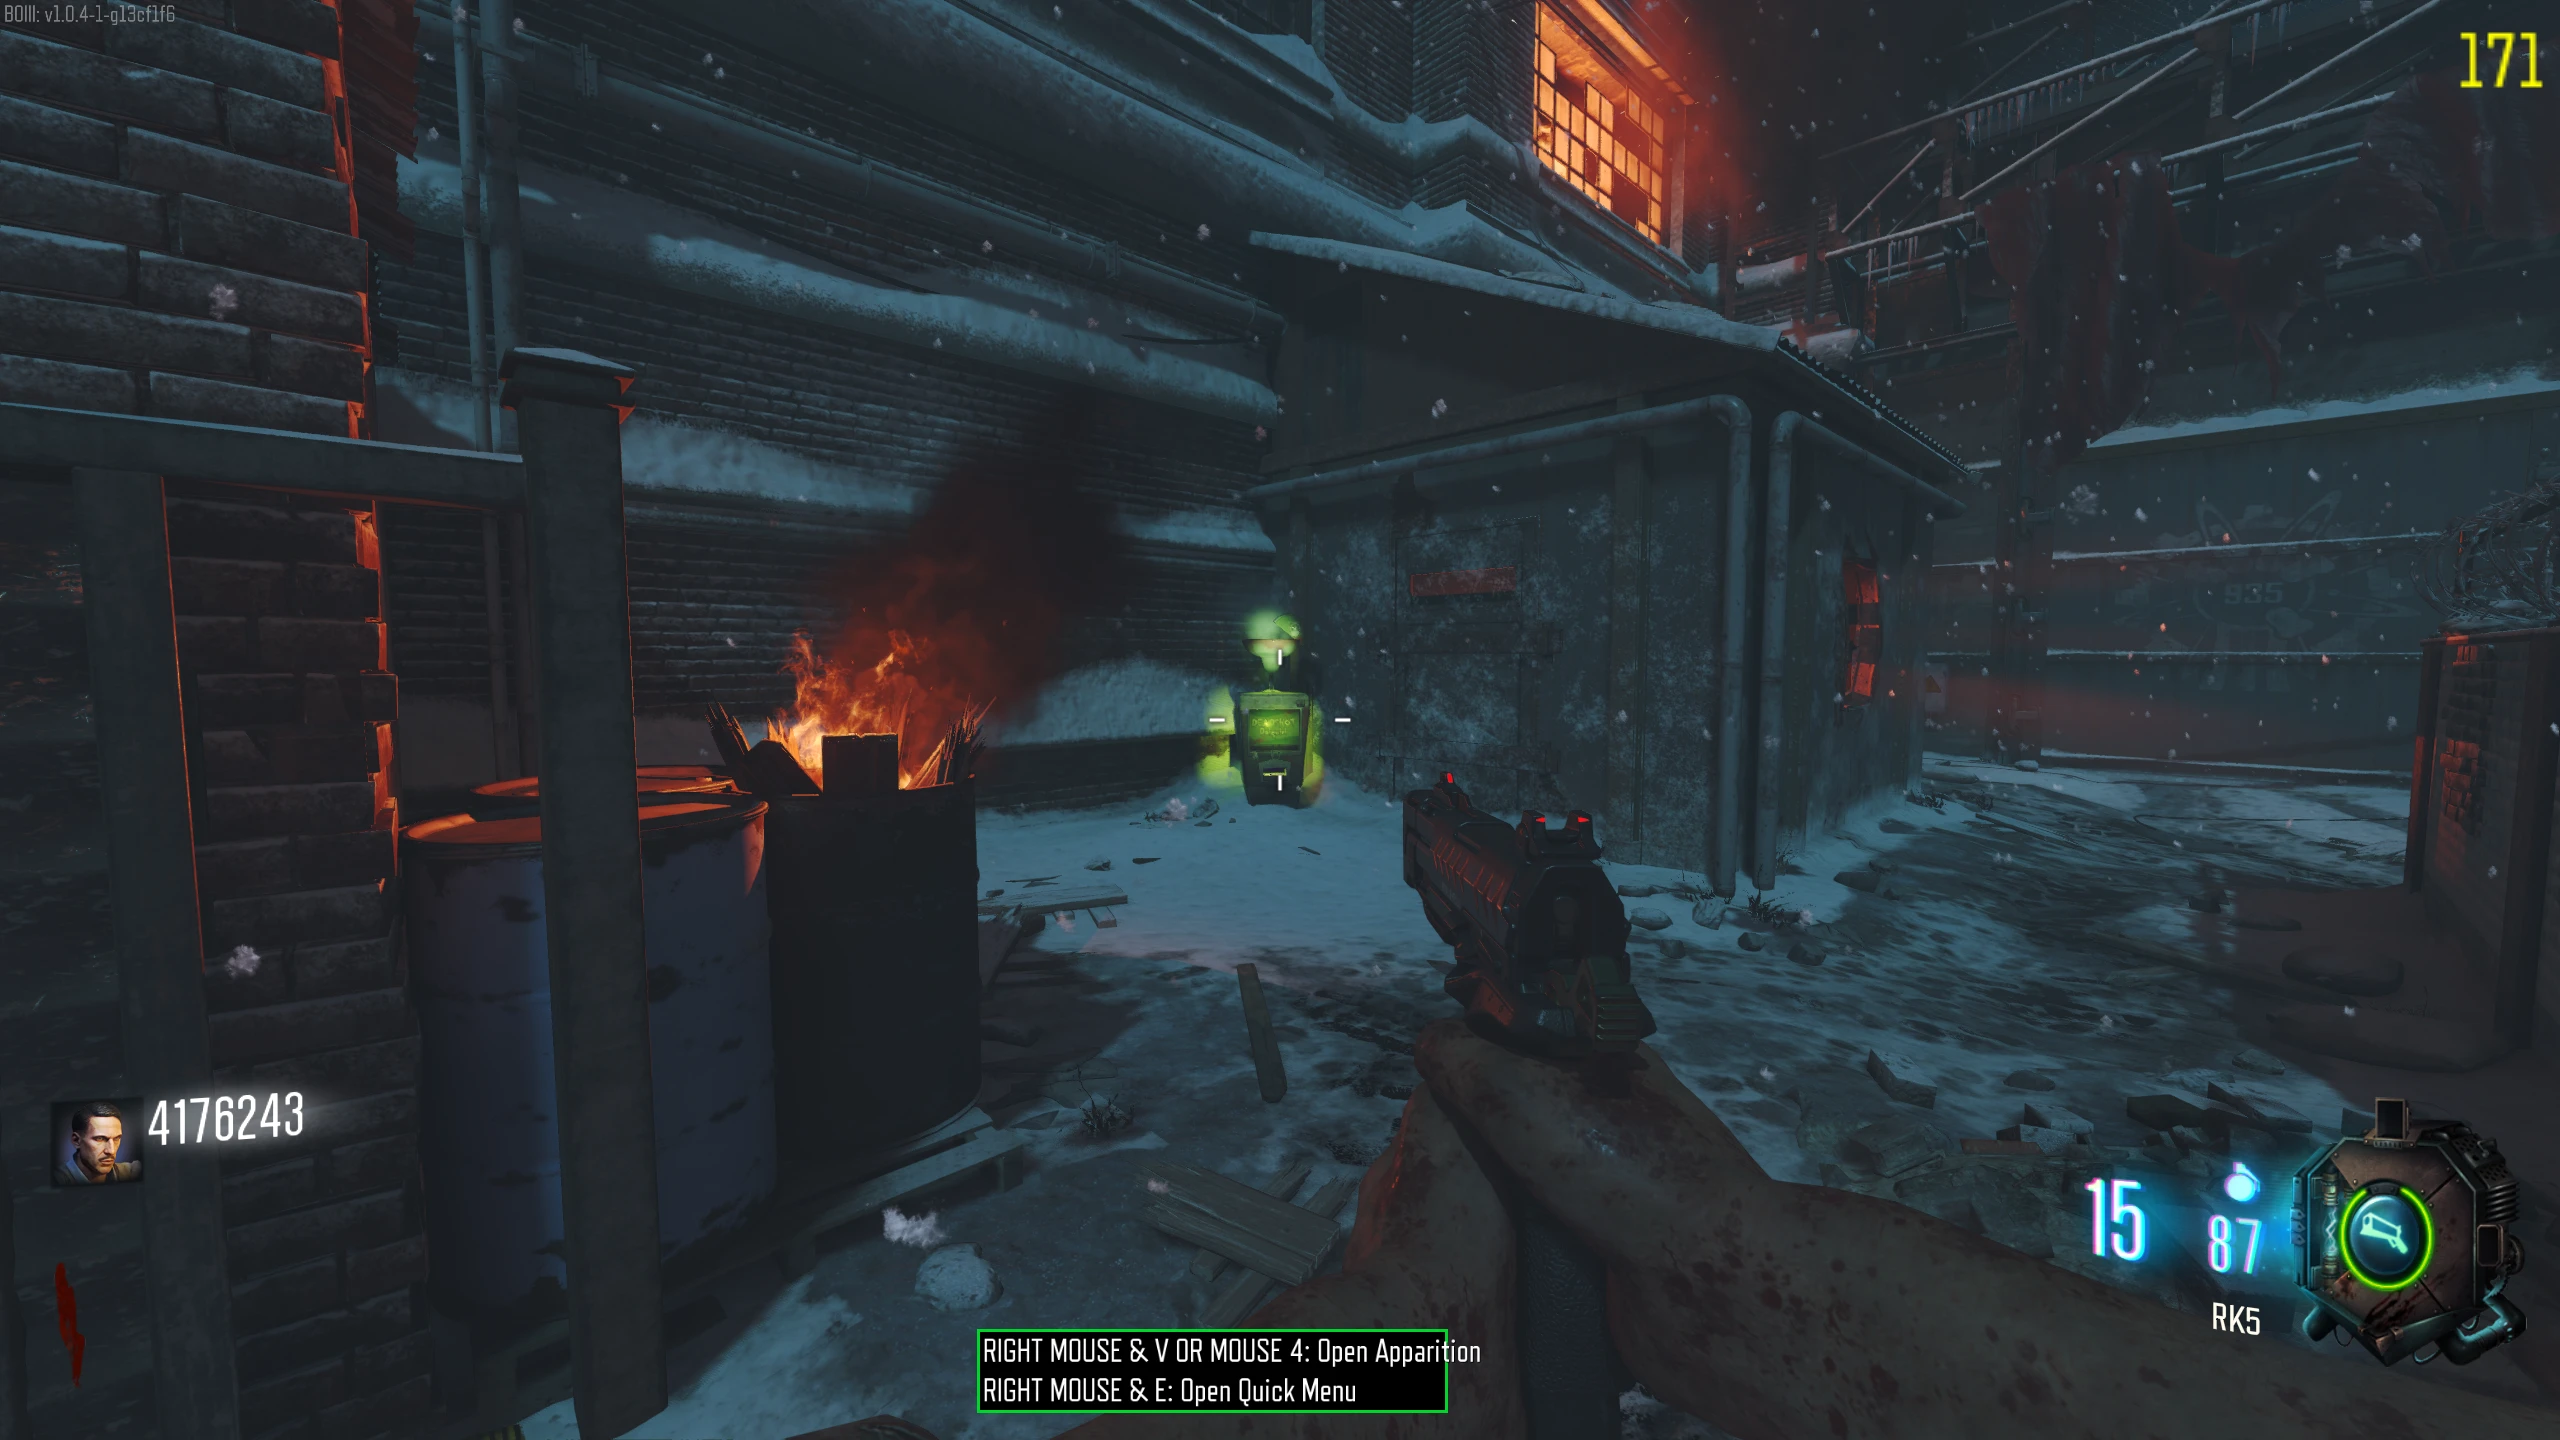 BOIII: v1.0.4-1-g13cf1f6
171
935
4176243
15
87
RK5
RIGHT MOUSE & V OR MOUSE 4: Open Apparition
RIGHT MOUSE & E: Open Quick Menu